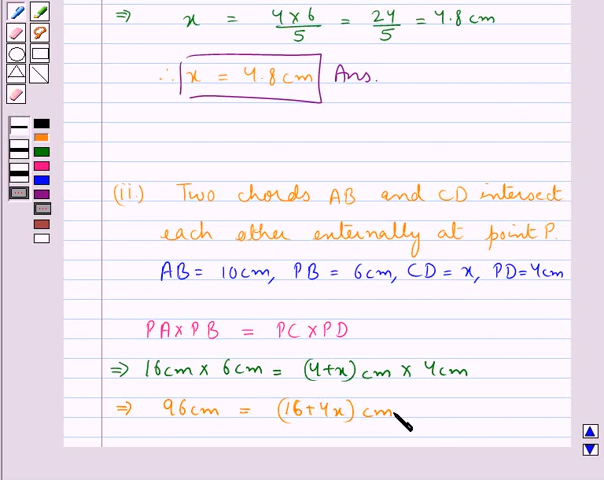 ⇒ x = 4×6/5 = 24/5 = 4.8 cm
∴ x = 4.8 cm Ans.
(ii.) Two chords AB and CD intersect
each other externally at point P.
AB = 10cm, PB = 6cm, CD = x, PD = 4cm
PA × PB = PC × PD
⇒ 16cm × 6cm = (4+x) cm × 4cm
⇒ 96cm = (16+4x) cm